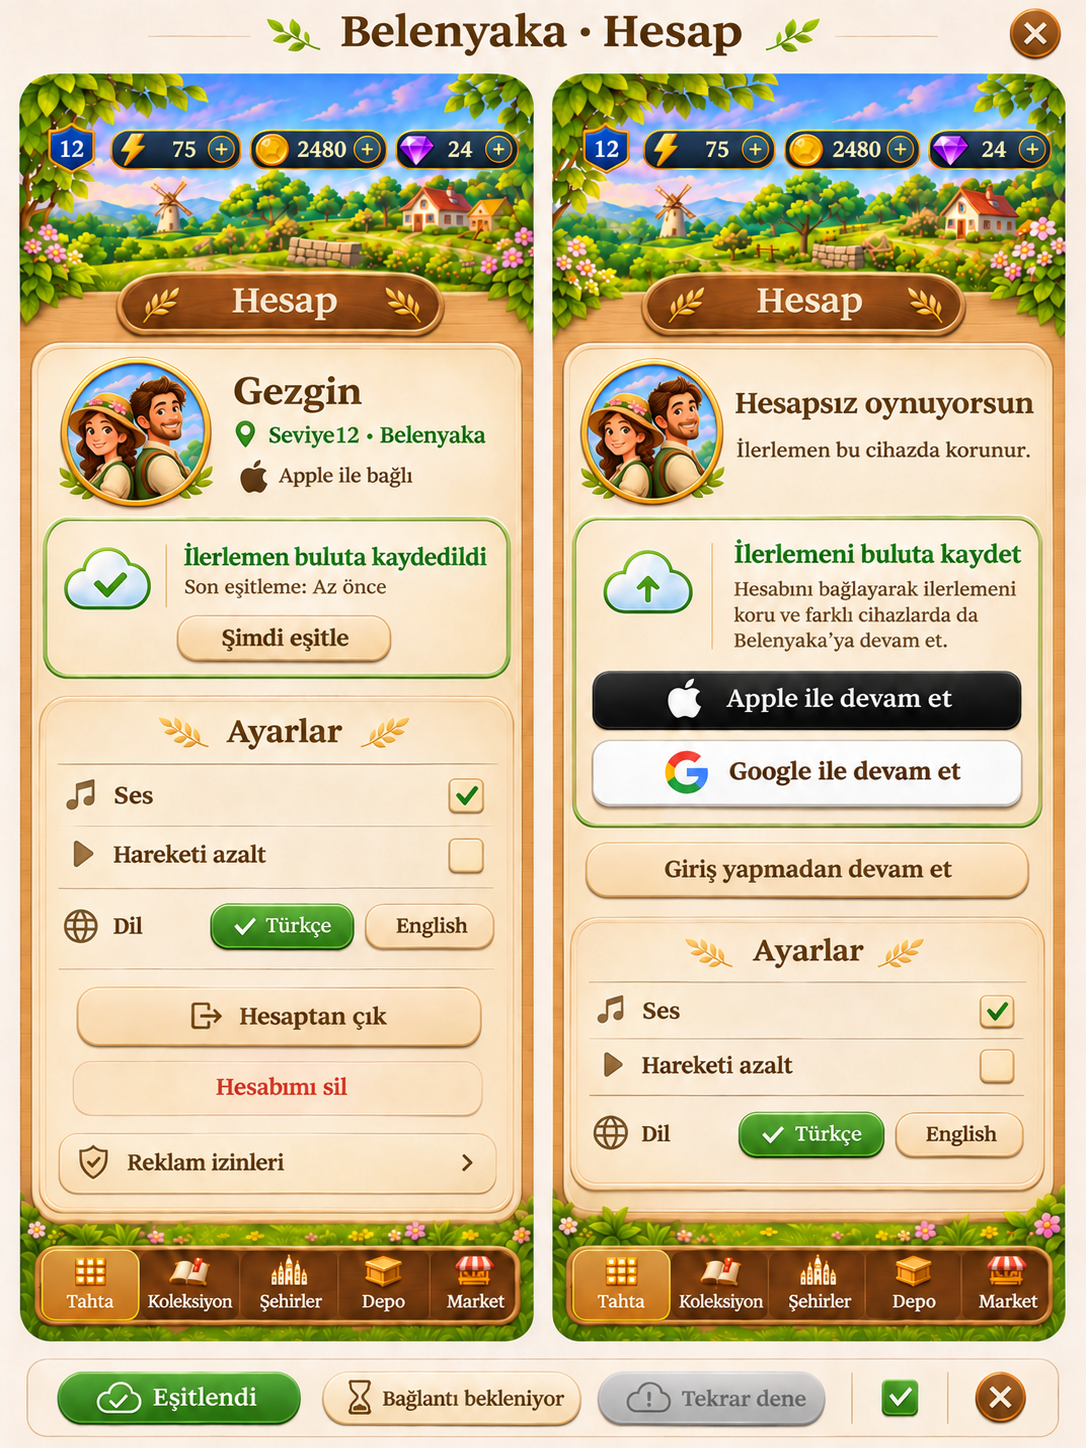 Belenyaka • Hesap
12 75 + 2480 + 24 +
Hesap
Gezgin
Seviye12 • Belenyaka
Apple ile bağlı
İlerlemen buluta kaydedildi
Son eşitleme: Az önce
Şimdi eşitle
Ayarlar
Ses
Hareketi azalt
Dil Türkçe English
Hesaptan çık
Hesabımı sil
Reklam izinleri
Tahta Koleksiyon Şehirler Depo Market
12 75 + 2480 + 24 +
Hesap
Hesapsız oynuyorsun
İlerlemen bu cihazda korunur.
İlerlemeni buluta kaydet
Hesabını bağlayarak ilerlemeni
koru ve farklı cihazlarda da
Belenyaka'ya devam et.
Apple ile devam et
G Google ile devam et
Giriş yapmadan devam et
Ayarlar
Ses
Hareketi azalt
Dil Türkçe English
Tahta Koleksiyon Şehirler Depo Market
Eşitlendi Bağlantı bekleniyor Tekrar dene